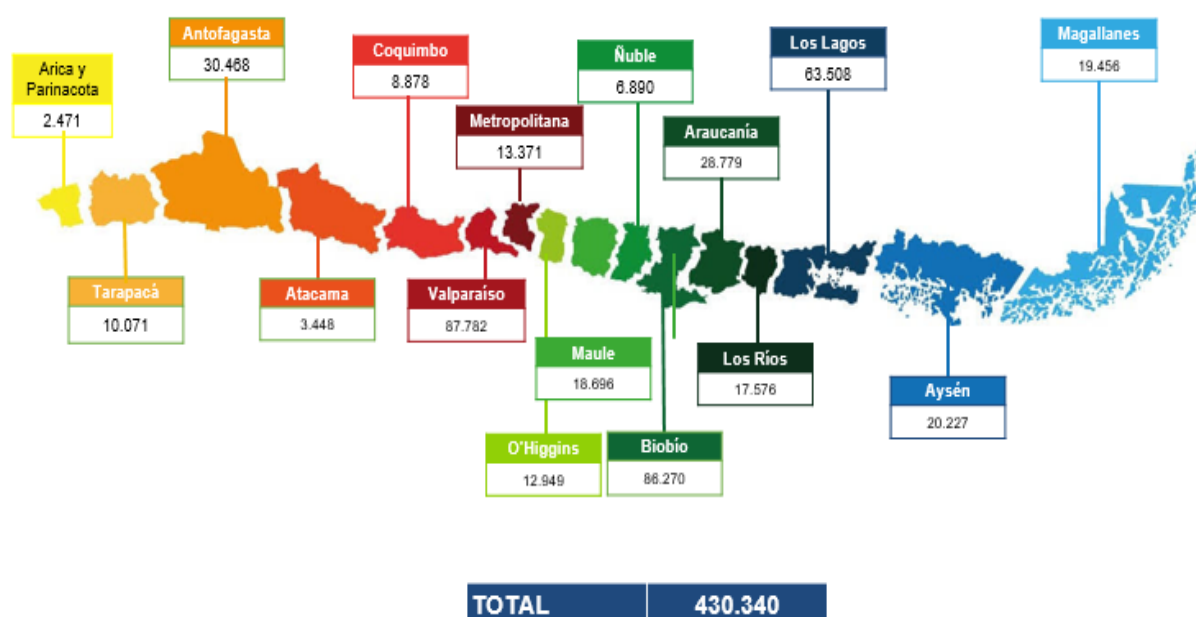 Antofagasta
30.468
Arica y
Parinacota
2.471
Coquimbo
8.878
Metropolitana
13.371
Ñuble
6.890
Araucanía
28.779
Los Lagos
63.508
Magallanes
19.456
Tarapacá
10.071
Atacama
3.448
Valparaíso
87.782
Maule
18.696
O'Higgins
12.949
Biobío
86.270
Los Ríos
17.576
Aysén
20.227
TOTAL 430.340